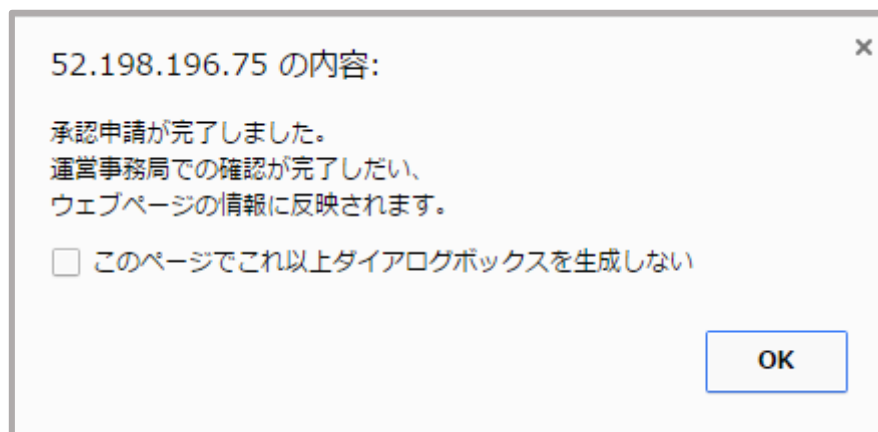 52.198.196.75 の内容:
×
承認申請が完了しました。
運営事務局での確認が完了しだい、
ウェブページの情報に反映されます。
このページでこれ以上ダイアログボックスを生成しない
OK